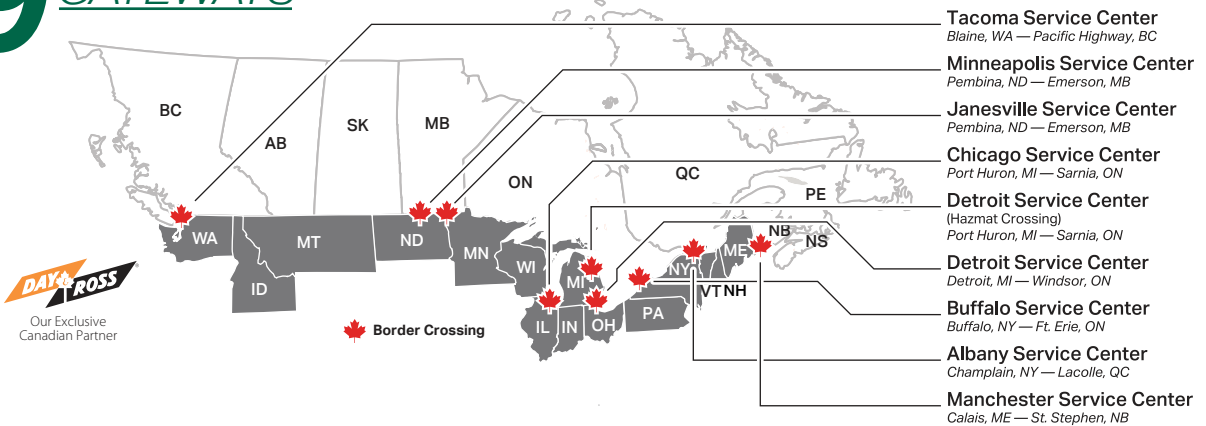 9 GATEWAYS
Tacoma Service Center
Blaine, WA — Pacific Highway, BC
Minneapolis Service Center
Pembina, ND — Emerson, MB
Janesville Service Center
Pembina, ND — Emerson, MB
Chicago Service Center
Port Huron, MI — Sarnia, ON
Detroit Service Center
(Hazmat Crossing)
Port Huron, MI — Sarnia, ON
Detroit Service Center
Detroit, MI — Windsor, ON
Buffalo Service Center
Buffalo, NY — Ft. Erie, ON
Albany Service Center
Champlain, NY — Lacolle, QC
Manchester Service Center
Calais, ME — St. Stephen, NB
BC
AB
SK
MB
ON
QC
PE
NB
NS
WA
MT
ND
MN
WI
MI
NY
ME
VT NH
ID
IL
IN
OH
PA
DAY ROSS
Our Exclusive
Canadian Partner
Border Crossing